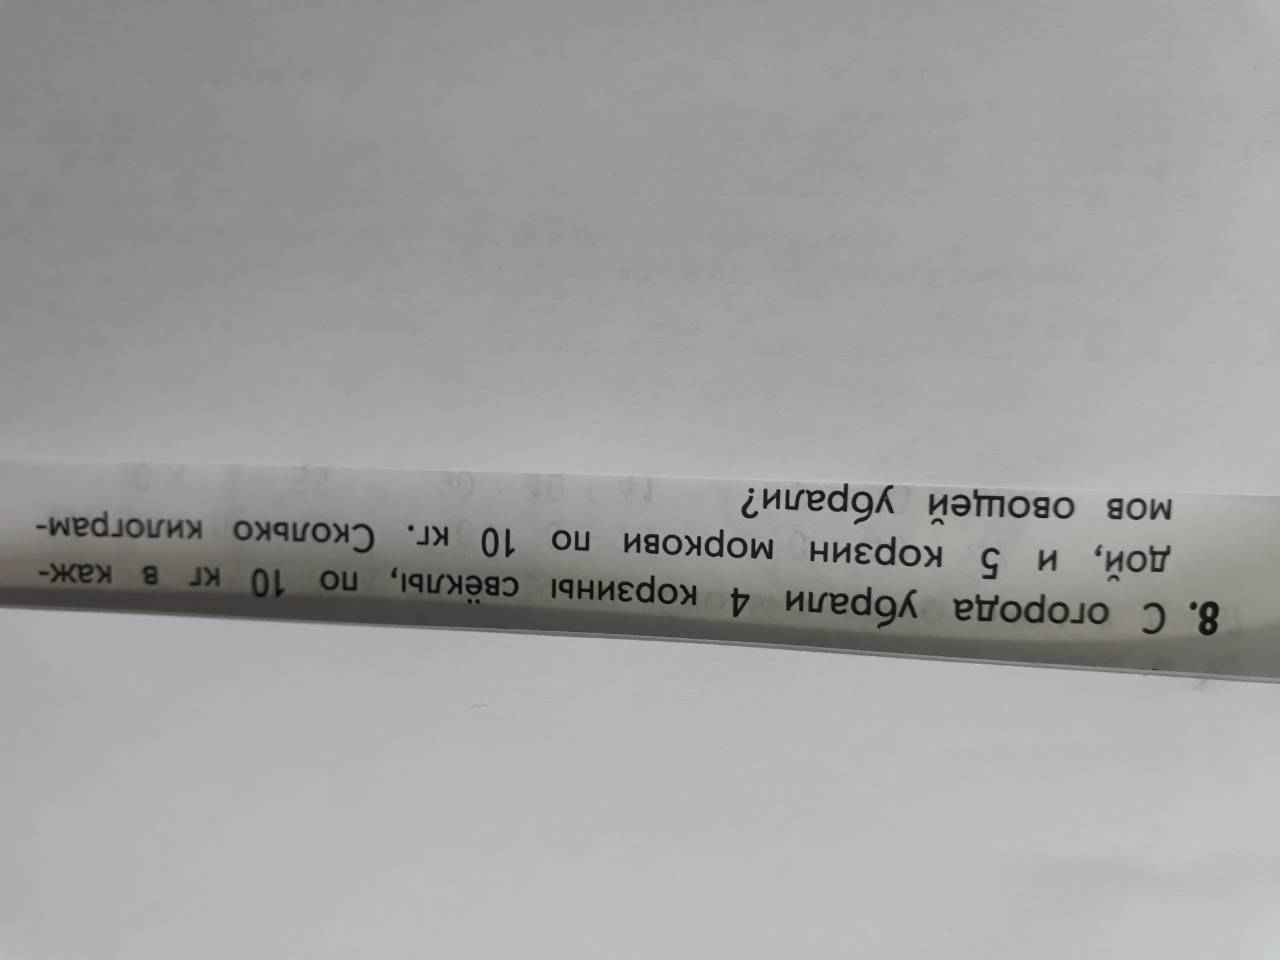 8. С огорода убрали 4 корзины свёклы, по 10 кг в каж-
дой, и 5 корзин моркови по 10 кг. Сколько килограм-
мов овощей убрали?